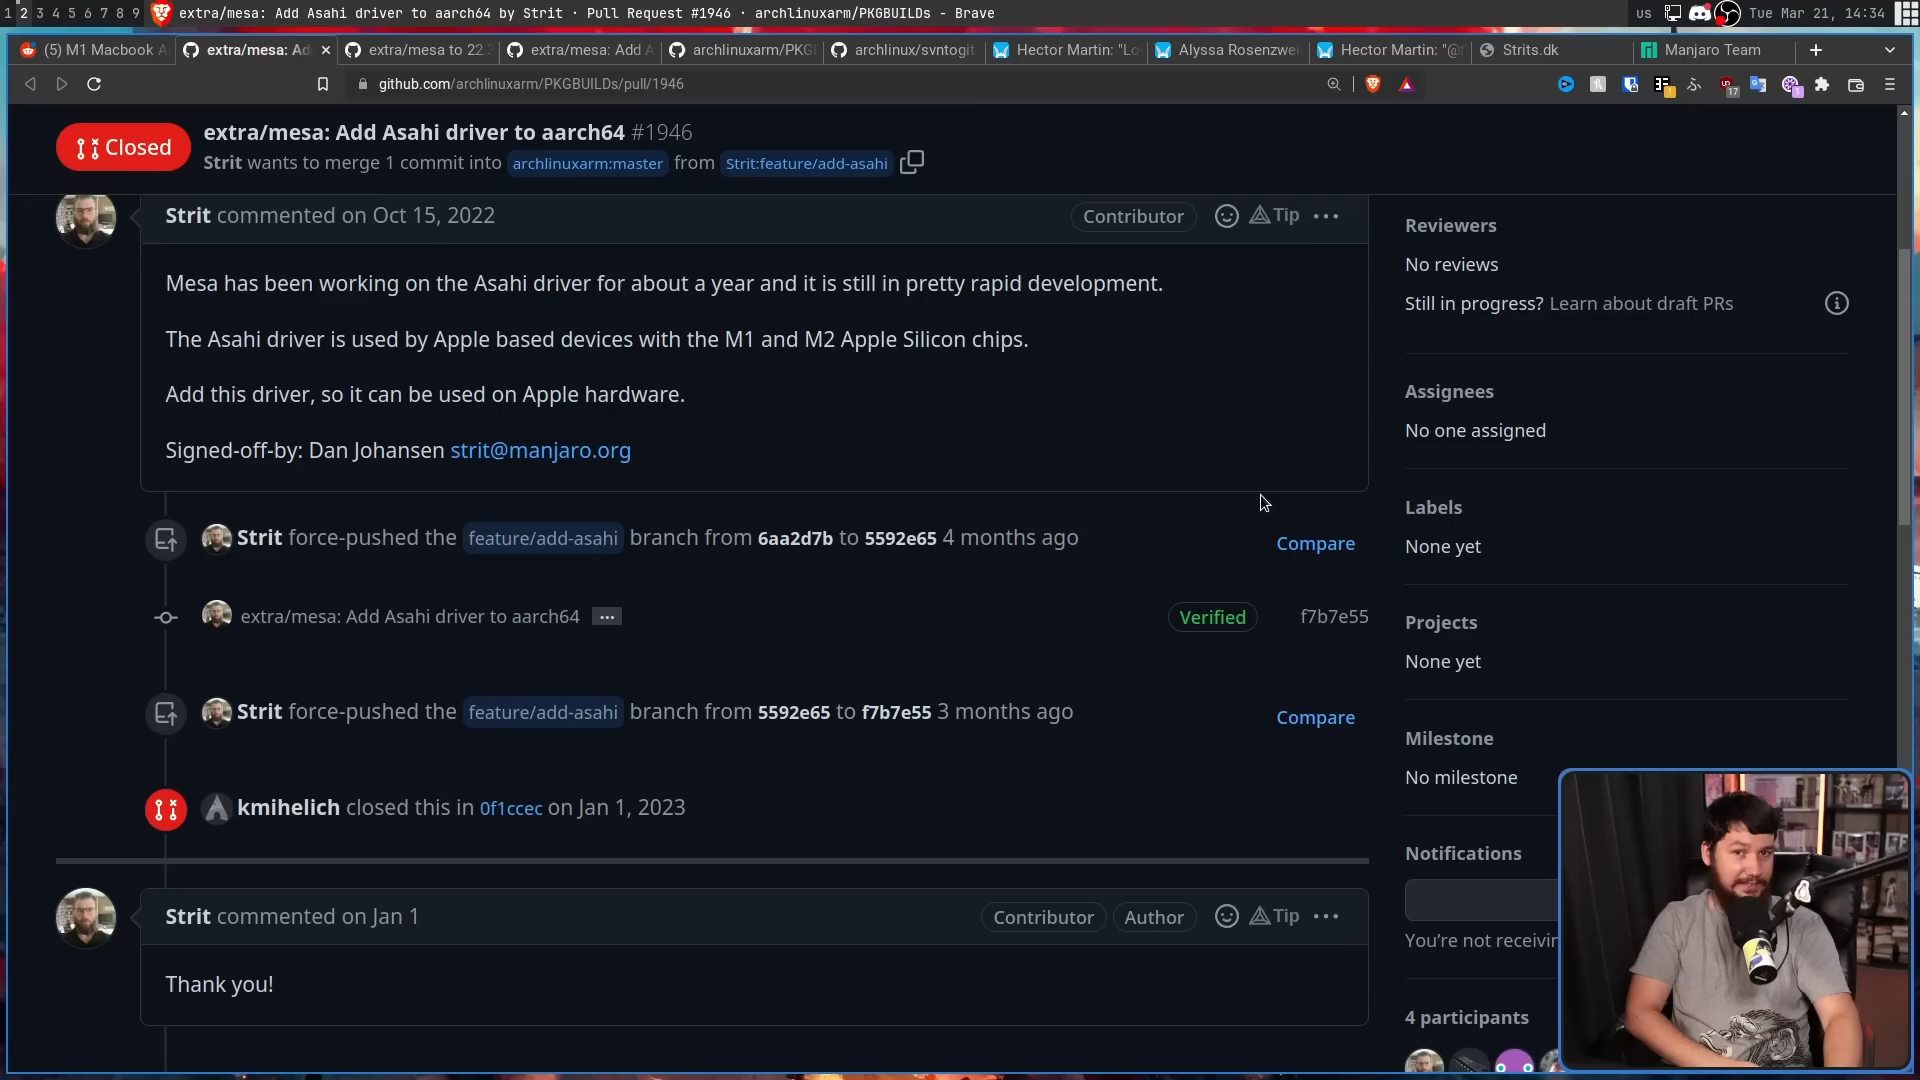 1 2 3 4 5 6 7 8 9 extra/mesa: Add Asahi driver to aarch64 by Strit · Pull Request #1946 · archlinuxarm/PKGBUILDs - Brave
us Tue Mar 21, 14:34
(5) M1 Macbook A
extra/mesa: Ad
extra/mesa to 22.
extra/mesa: Add A
archlinuxarm/PKG
archlinux/svntogit
Hector Martin: "Lo
Alyssa Rosenzwei
Hector Martin: "@
Strits.dk
Manjaro Team
github.com/archlinuxarm/PKGBUILDs/pull/1946
17
1
Closed
extra/mesa: Add Asahi driver to aarch64 #1946
Strit wants to merge 1 commit into archlinuxarm:master from Strit:feature/add-asahi
Strit commented on Oct 15, 2022
Contributor
Tip
Mesa has been working on the Asahi driver for about a year and it is still in pretty rapid development.
The Asahi driver is used by Apple based devices with the M1 and M2 Apple Silicon chips.
Add this driver, so it can be used on Apple hardware.
Signed-off-by: Dan Johansen strit@manjaro.org
Strit force-pushed the feature/add-asahi branch from 6aa2d7b to 5592e65 4 months ago
Compare
extra/mesa: Add Asahi driver to aarch64 ...
Verified
f7b7e55
Strit force-pushed the feature/add-asahi branch from 5592e65 to f7b7e55 3 months ago
Compare
kmihelich closed this in 0f1ccec on Jan 1, 2023
Strit commented on Jan 1
Contributor
Author
Tip
Thank you!
Reviewers
No reviews
Still in progress? Learn about draft PRs
Assignees
No one assigned
Labels
None yet
Projects
None yet
Milestone
No milestone
Notifications
You're not receivin
4 participants